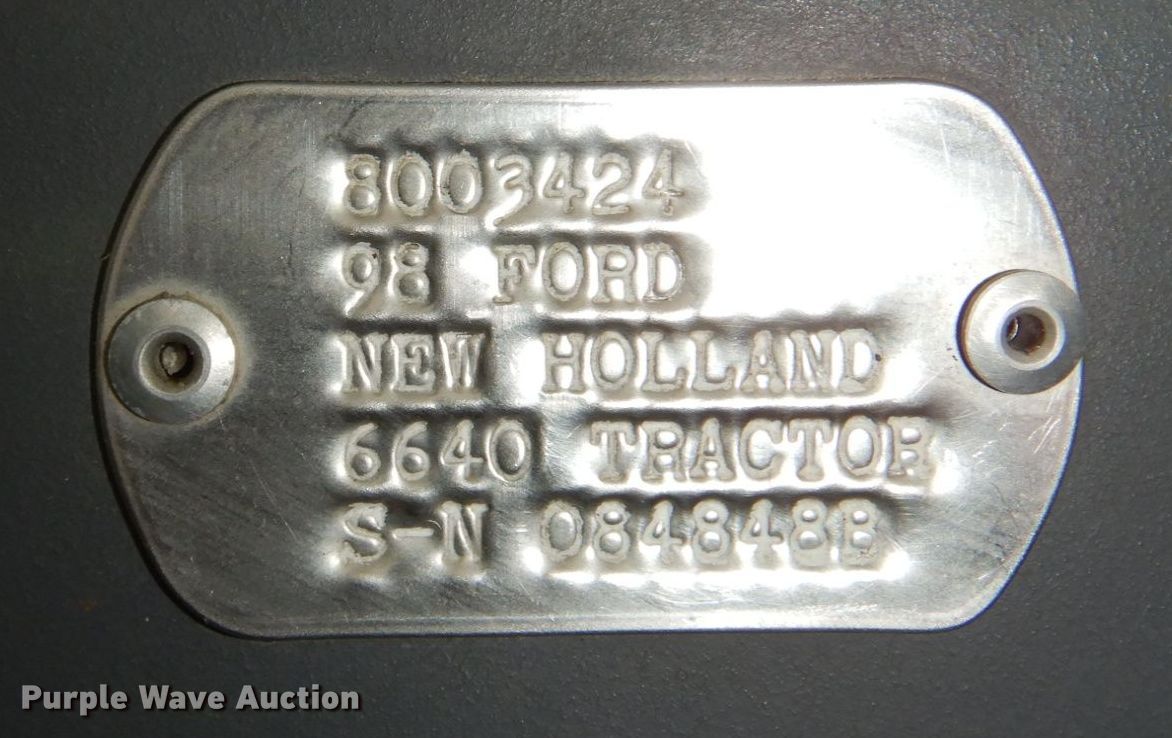 8003424
98 FORD
NEW HOLLAND
6640 TRACTOR
S-N 084848B
Purple Wave Auction